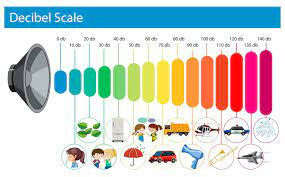 Decibel Scale
0 db
10 db
20 db
30 db
40 db
50 db
60 db
70 db
80 db
90 db
100 db
110 db
120 db
130 db
140 db